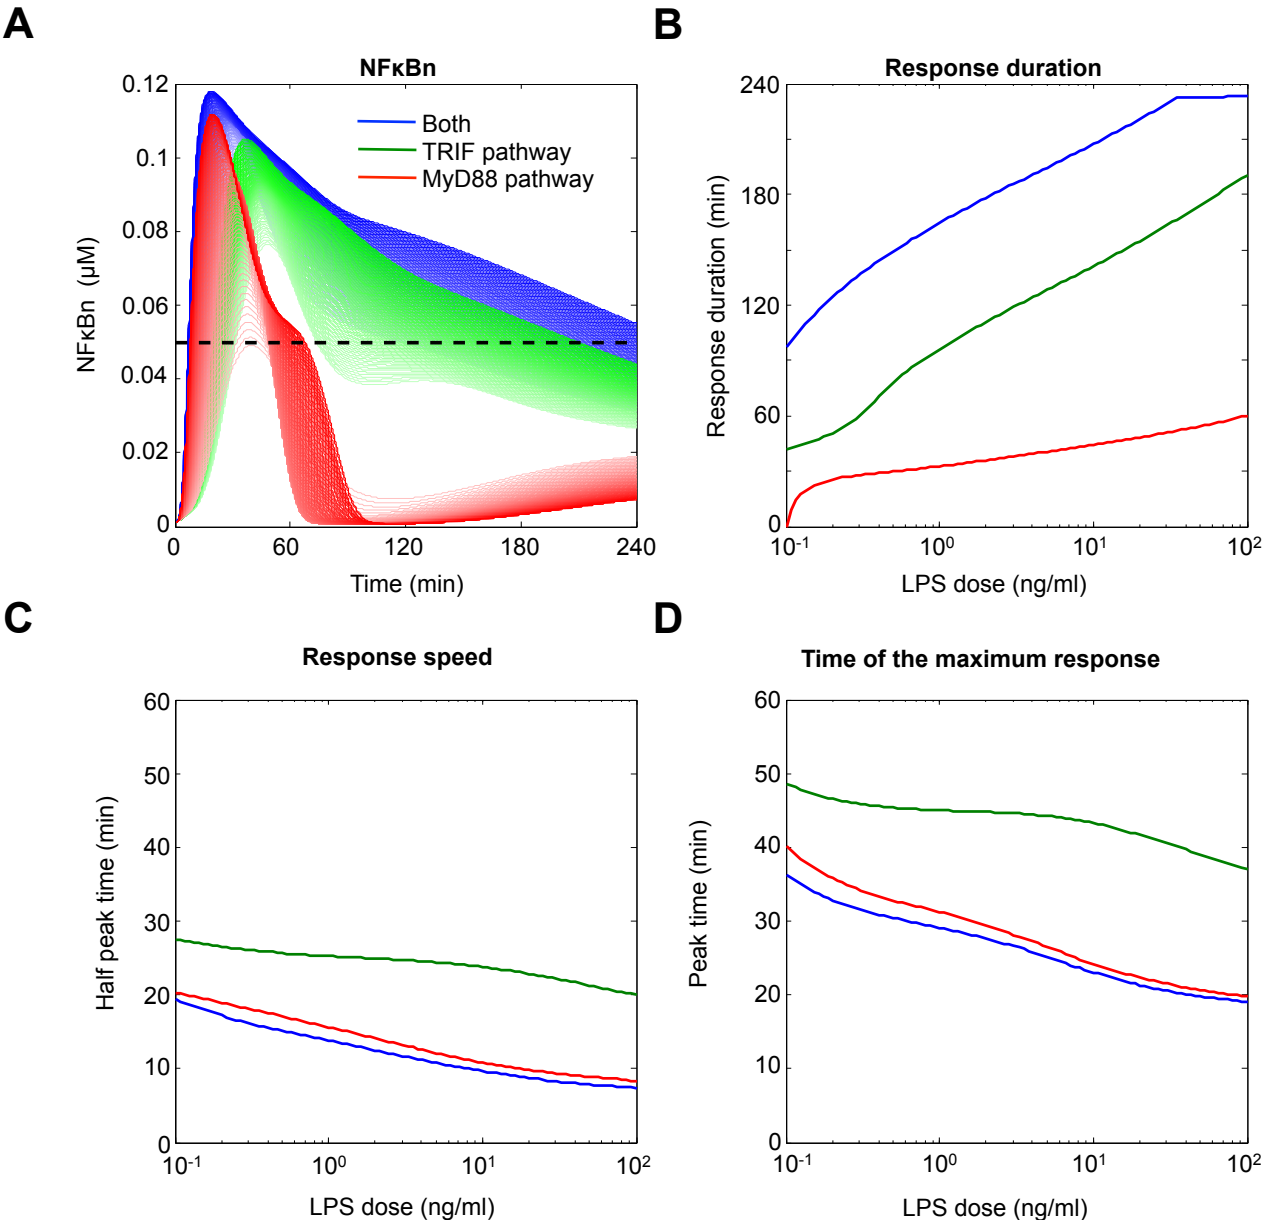 A
NFκBn
0.12
0.1
0.08
0.06
0.04
0.02
0
NFκBn (µM)
Both
TRIF pathway
MyD88 pathway
0 60 120 180 240
Time (min)
B
Response duration
240
180
120
60
0
Response duration (min)
10-1 100 101 102
LPS dose (ng/ml)
C
Response speed
60
50
40
30
20
10
0
Half peak time (min)
10-1 100 101 102
LPS dose (ng/ml)
D
Time of the maximum response
60
50
40
30
20
10
0
Peak time (min)
10-1 100 101 102
LPS dose (ng/ml)